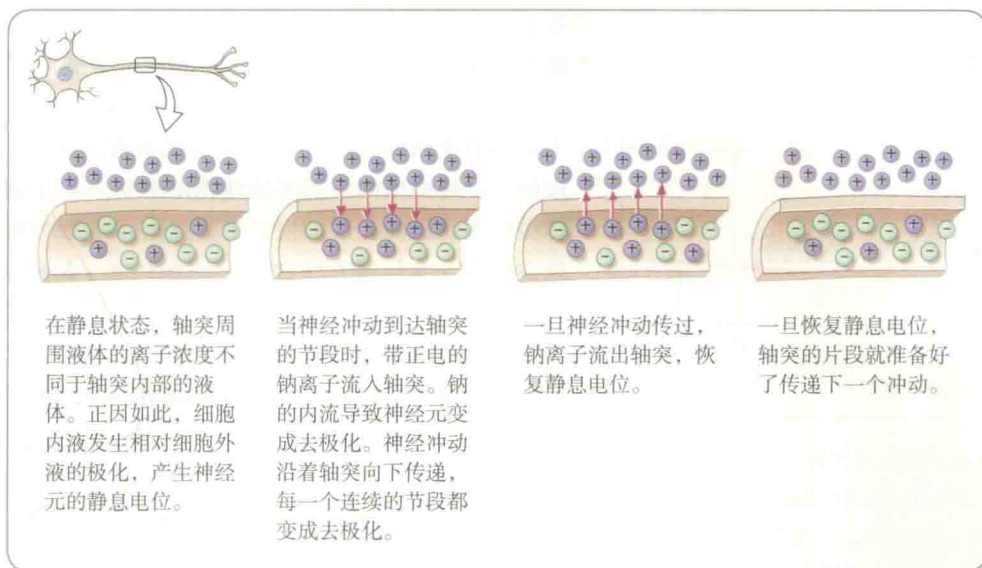 在静息状态，轴突周
围液体的离子浓度不
同于轴突内部的液
体。正因如此，细胞
内液发生相对细胞外
液的极化，产生神经
元的静息电位。
当神经冲动到达轴突
的节段时，带正电的
钠离子流入轴突。钠
的内流导致神经元变
成去极化。神经冲动
沿着轴突向下传递，
每一个连续的节段都
变成去极化。
一旦神经冲动传过，
钠离子流出轴突，恢
复静息电位。
一旦恢复静息电位，
轴突的片段就准备好
了传递下一个冲动。